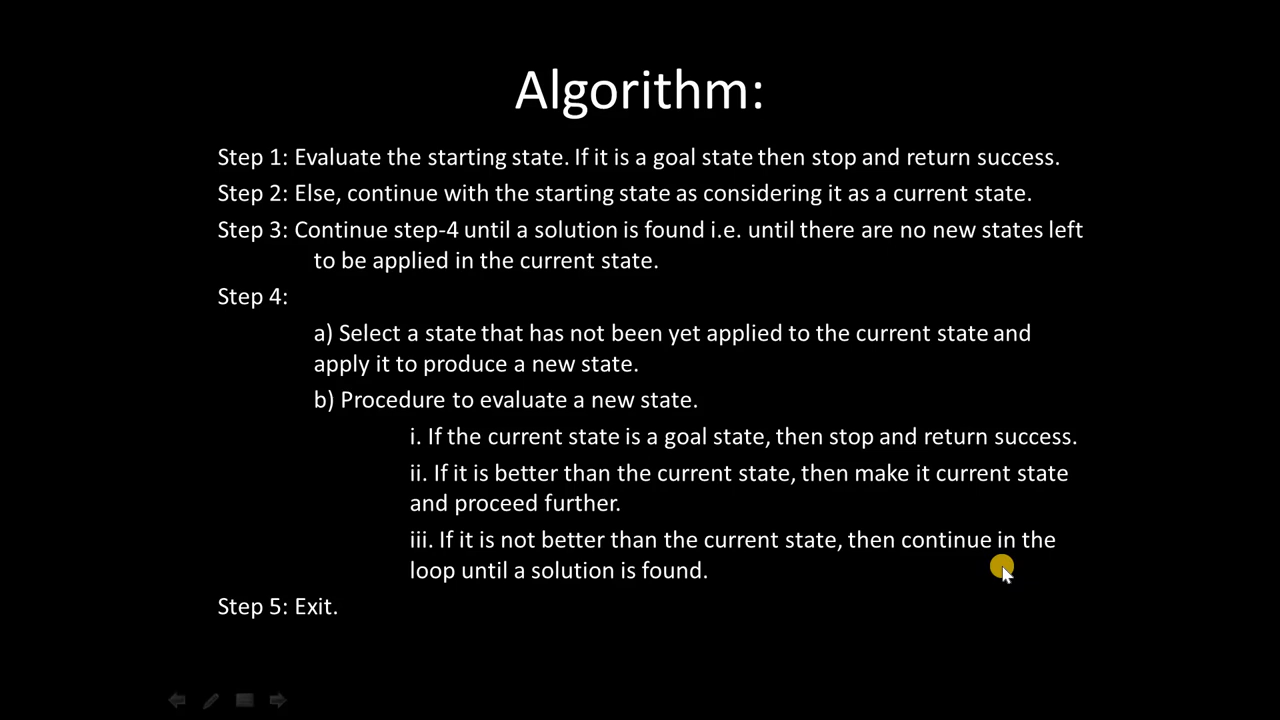 Algorithm:
Step 1: Evaluate the starting state. If it is a goal state then stop and return success.
Step 2: Else, continue with the starting state as considering it as a current state.
Step 3: Continue step-4 until a solution is found i.e. until there are no new states left
to be applied in the current state.
Step 4:
a) Select a state that has not been yet applied to the current state and
apply it to produce a new state.
b) Procedure to evaluate a new state.
i. If the current state is a goal state, then stop and return success.
ii. If it is better than the current state, then make it current state
and proceed further.
iii. If it is not better than the current state, then continue in the
loop until a solution is found.
Step 5: Exit.